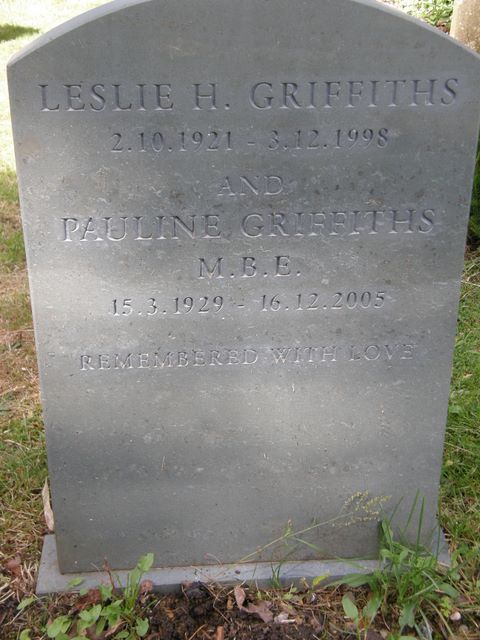 LESLIE H. GRIFFITHS
2.10.1921 - 3.12.1998
AND
PAULINE GRIFFITHS
M.B.E.
15.3.1929 - 16.12.2005
REMEMBERED WITH LOVE